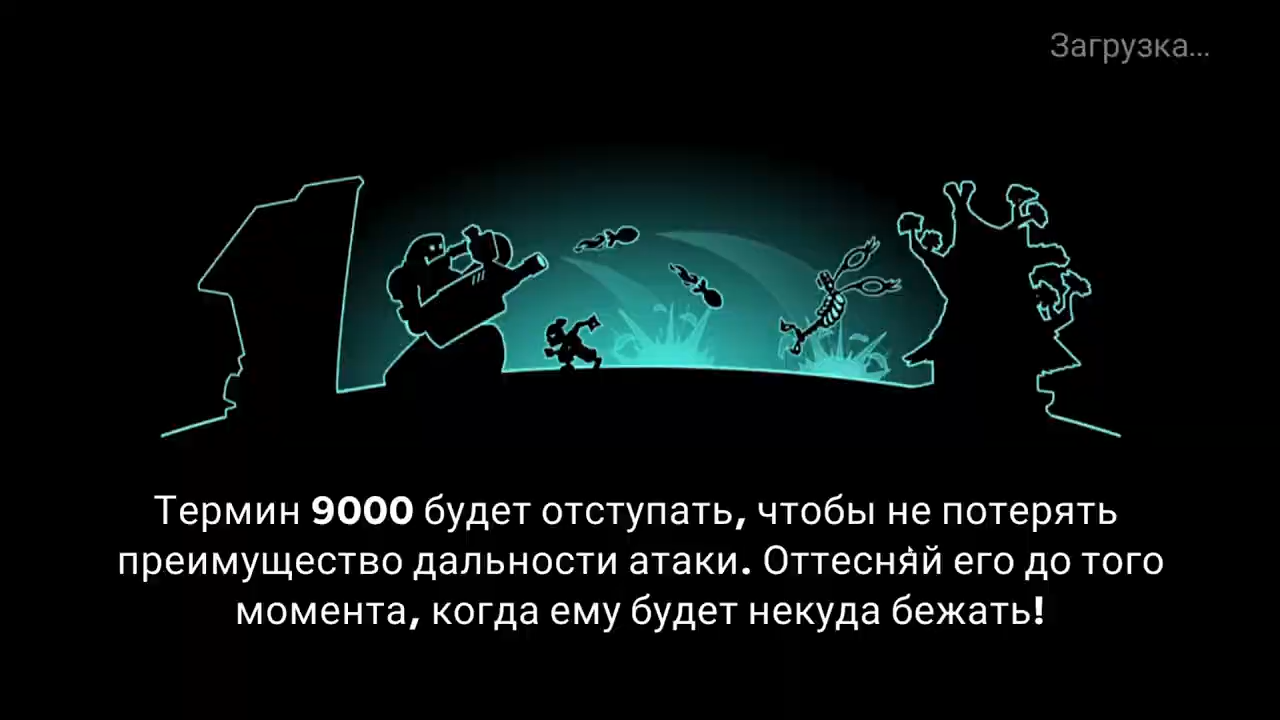 Загрузка...
Термин 9000 будет отступать, чтобы не потерять
преимущество дальности атаки. Оттесняй его до того
момента, когда ему будет некуда бежать!